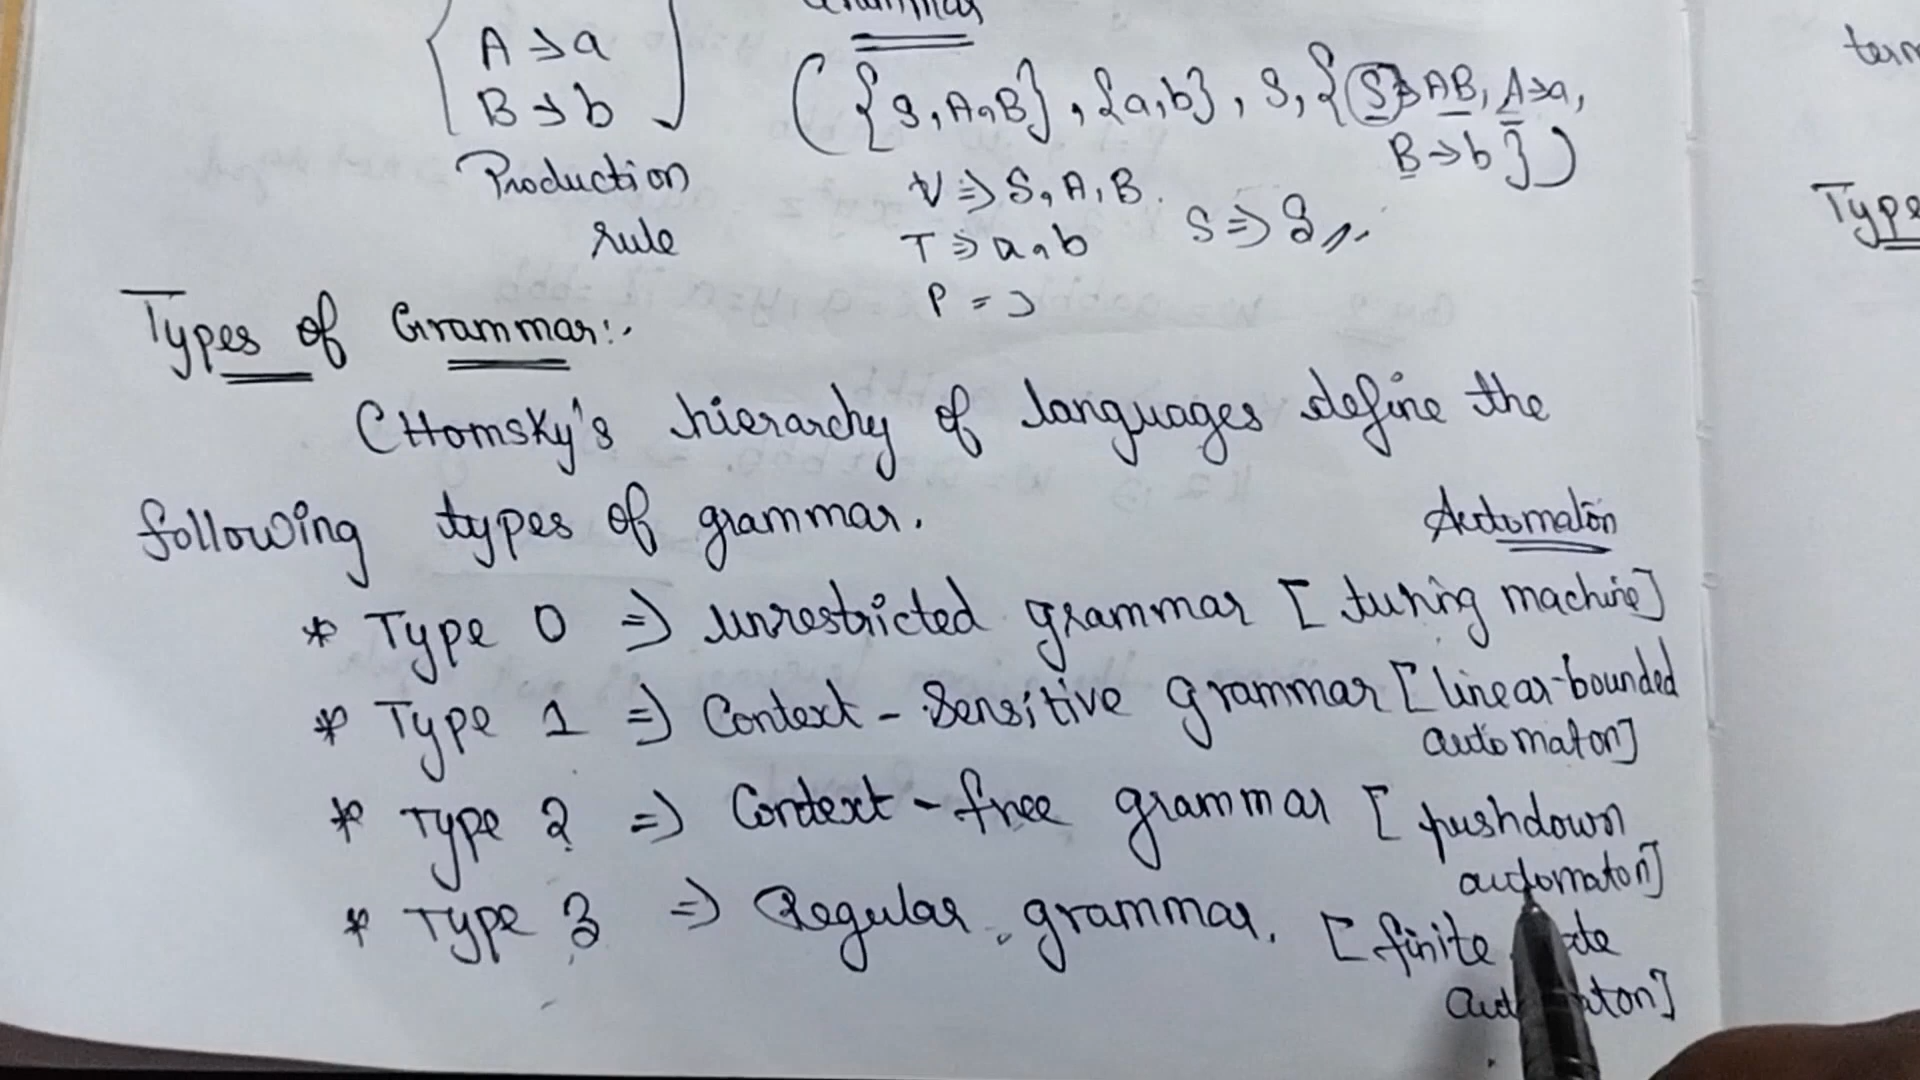 A → a
B → b
Production
rule
Grammar
({S, A, B}, {a, b}, S, {S → AB, A → a,
B → b})
V ⇒ S, A, B.
T ⇒ a, b
S ⇒ S
P =
Types of Grammar:-
CHomsky's hierarchy of languages define the
following types of grammar.
Automaton
* Type 0 ⇒ unrestricted grammar [turing machine]
* Type 1 ⇒ Context-Sensitive grammar [linear-bounded
automaton]
* Type 2 ⇒ Context-free grammar [pushdown
automaton]
* Type 3 ⇒ Regular grammar. [finite
automaton]
Type